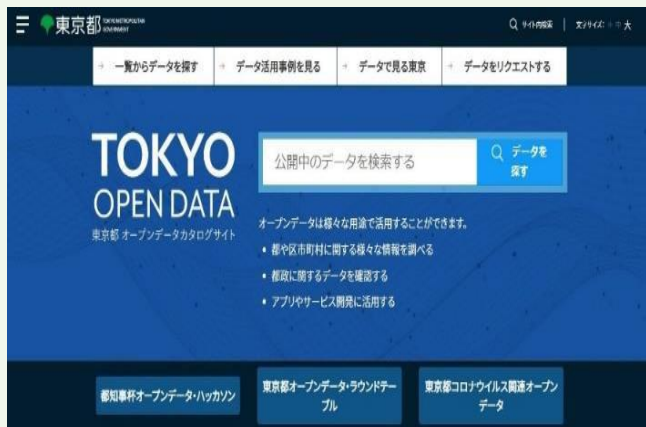 東京都 TOKYO METROPOLITAN
GOVERNMENT
サイト内検索
文字サイズ: 小 中 大
一覧からデータを探す
データ活用事例を見る
データで見る東京
データをリクエストする
TOKYO
OPEN DATA
東京都 オープンデータカタログサイト
公開中のデータを検索する
データを
探す
オープンデータは様々な用途で活用することができます。
• 都や区市町村に関する様々な情報を調べる
• 都政に関するデータを確認する
• アプリやサービス開発に活用する
都知事杯オープンデータ・ハッカソン
東京都オープンデータ・ラウンドテー
ブル
東京都コロナウイルス関連オープン
データ